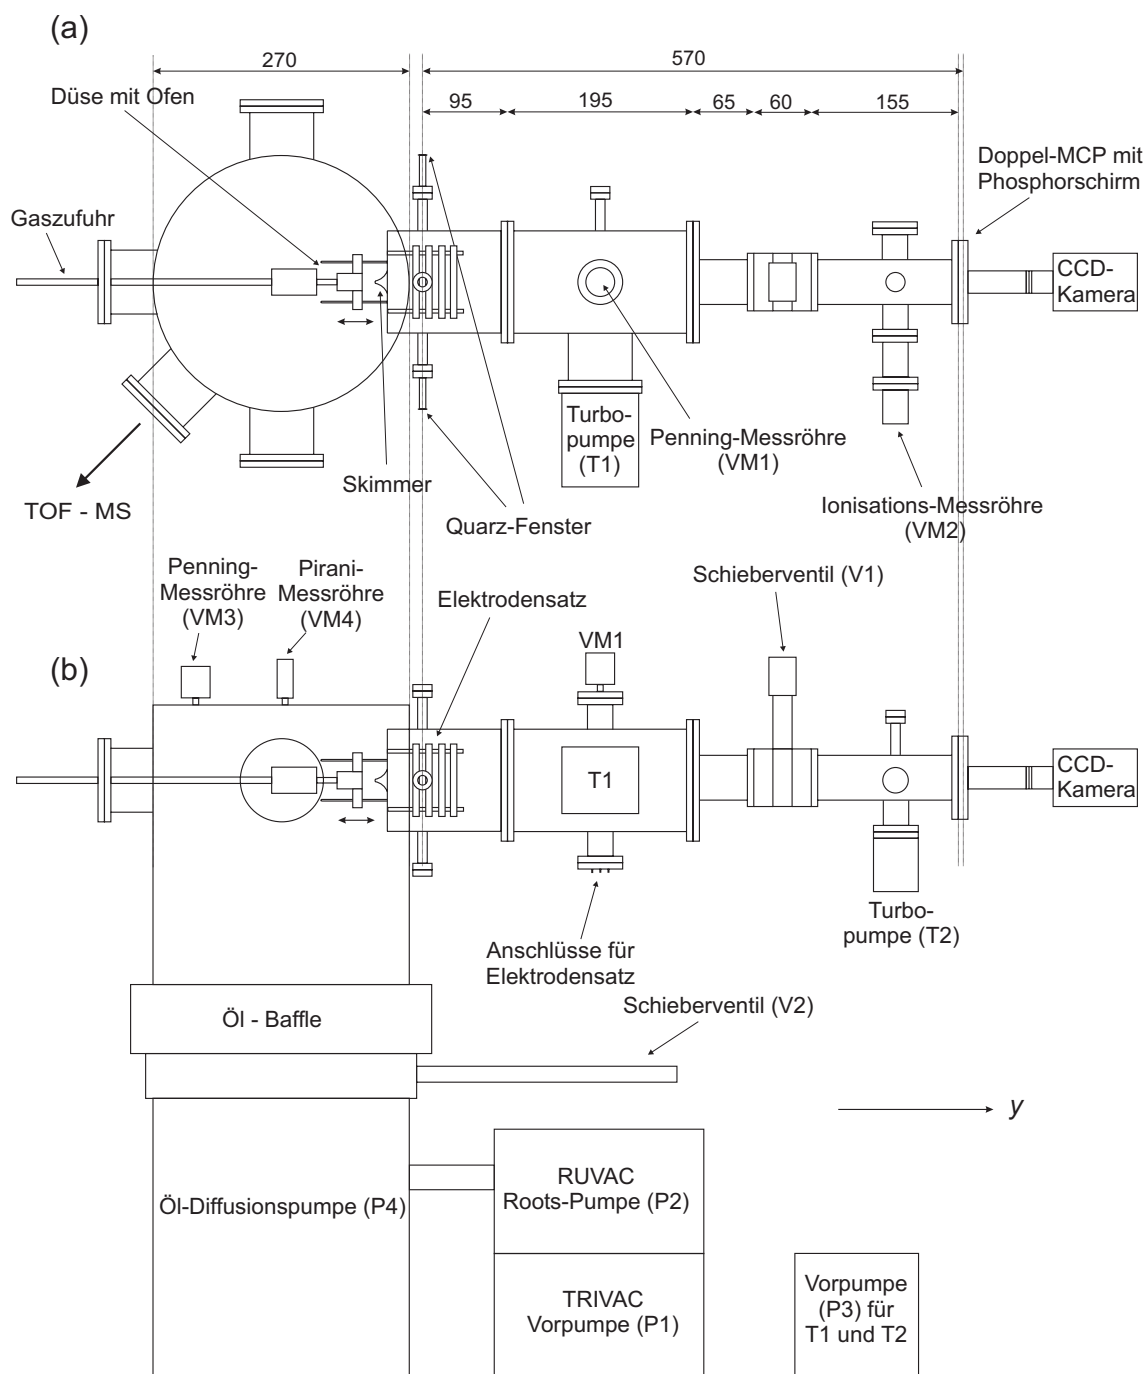 (a)
270
570
95
195
65
60
155
Düse mit Ofen
Doppel-MCP mit
Phosphorschirm
Gaszufuhr
CCD-
Kamera
Turbo-
pumpe
(T1)
Penning-Messröhre
(VM1)
Skimmer
Quarz-Fenster
Ionisations-Messröhre
(VM2)
TOF - MS
Penning-
Messröhre
(VM3)
Pirani-
Messröhre
(VM4)
Elektrodensatz
Schieberventil (V1)
(b)
VM1
T1
CCD-
Kamera
Turbo-
pumpe (T2)
Anschlüsse für
Elektrodensatz
Öl - Baffle
Schieberventil (V2)
y
Öl-Diffusionspumpe (P4)
RUVAC
Roots-Pumpe (P2)
TRIVAC
Vorpumpe (P1)
Vorpumpe
(P3) für
T1 und T2